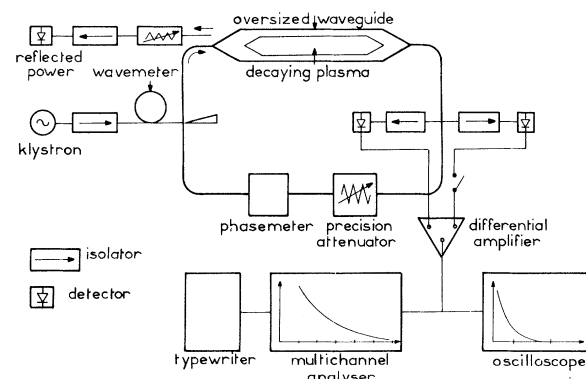 oversized waveguide
reflected
power
wavemeter
decaying plasma
klystron
phasemeter
precision
attenuator
differential
amplifier
isolator
detector
typewriter
multichannel
analyser
oscilloscope